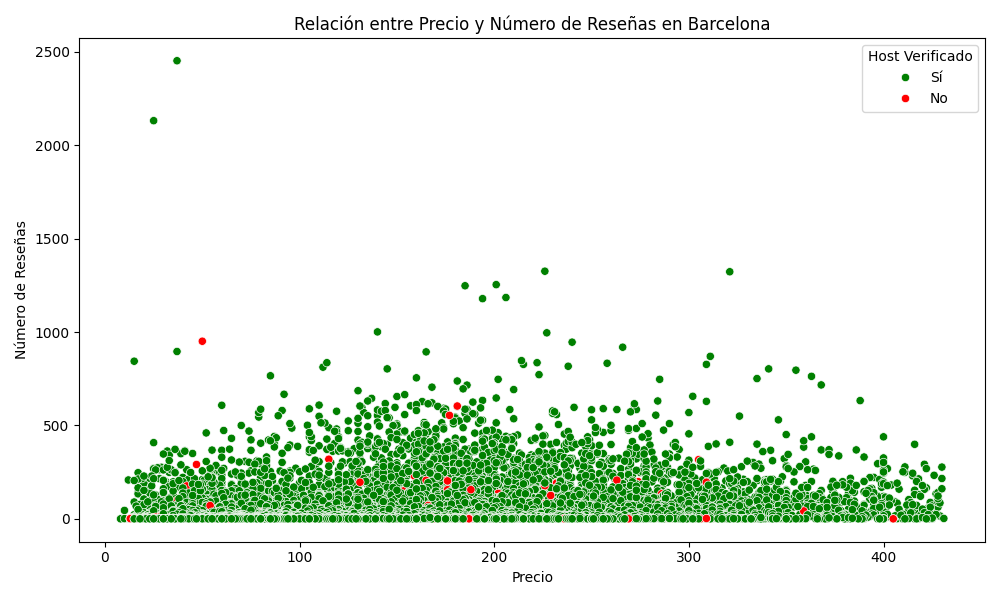 Relación entre Precio y Número de Reseñas en Barcelona
Host Verificado
Sí
No
2500
2000
1500
1000
500
0
Número de Reseñas
0 100 200 300 400
Precio